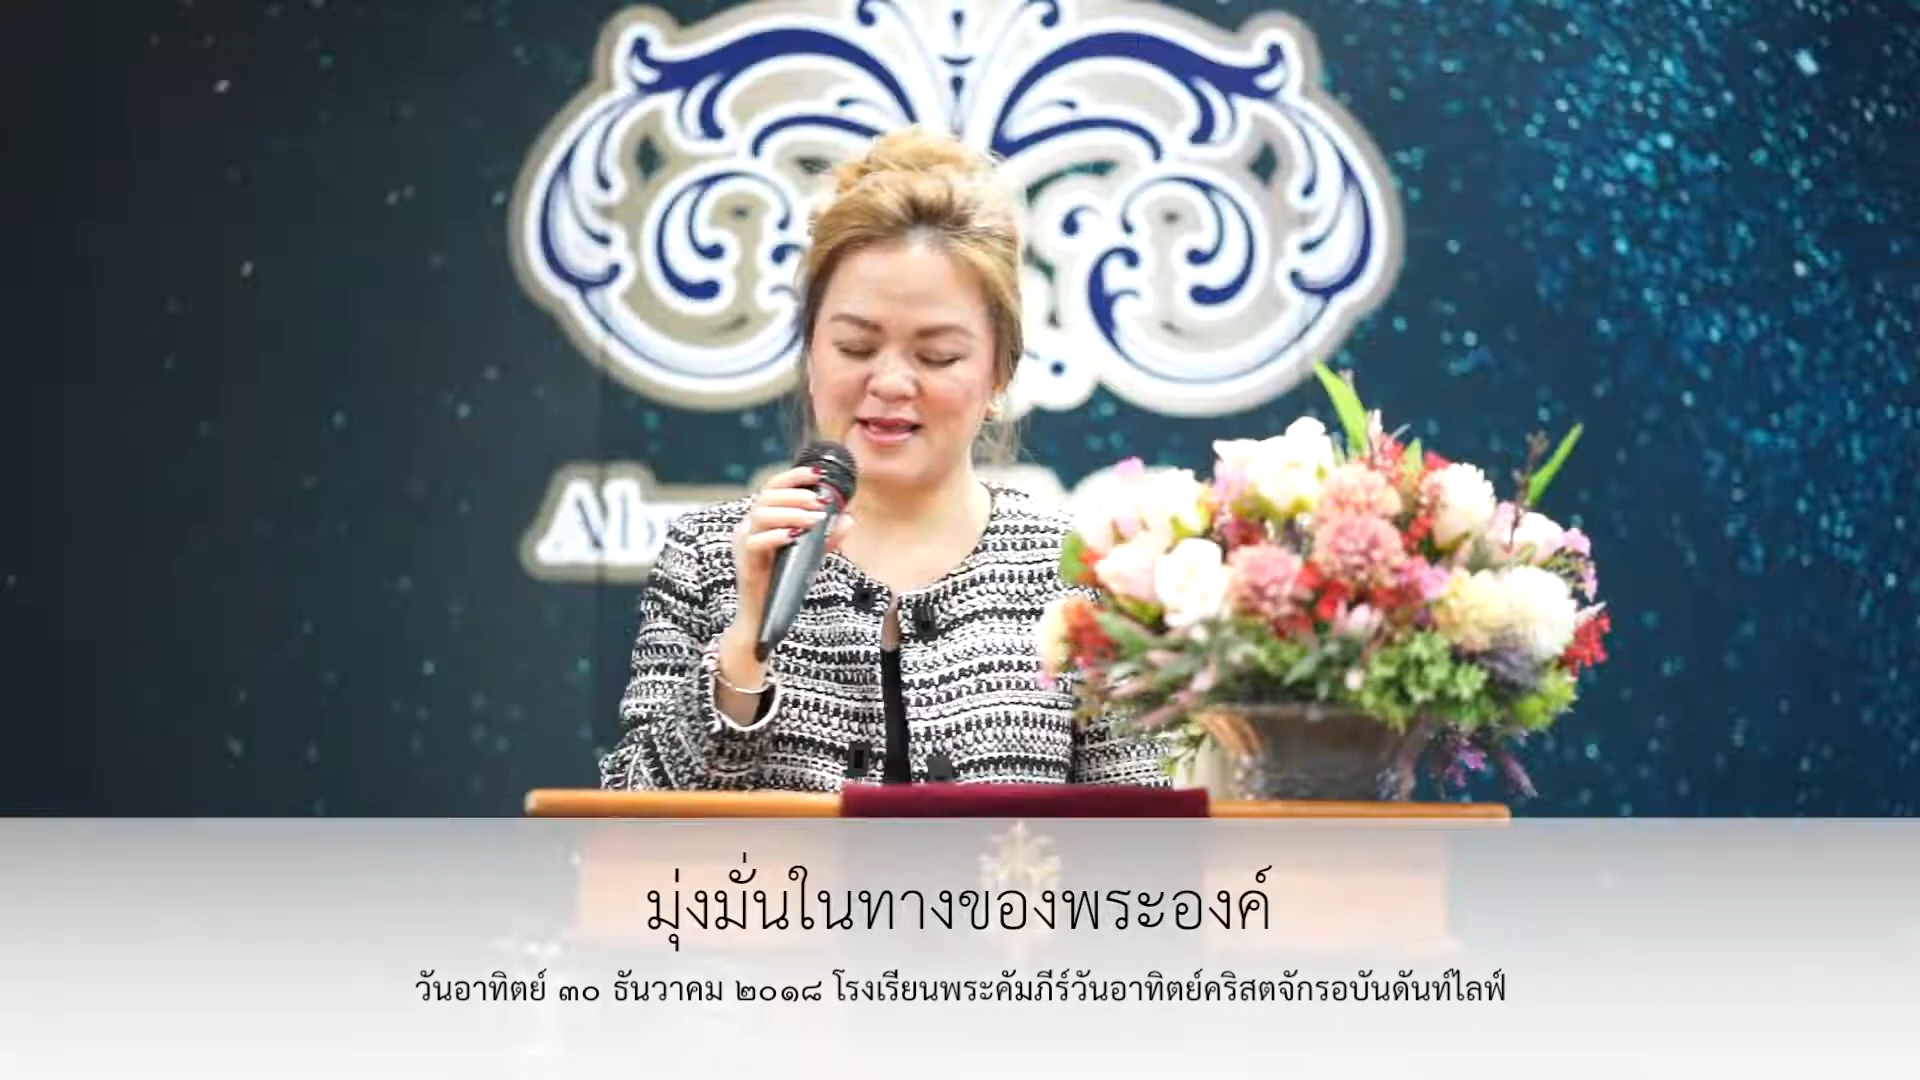 Ab
มุ่งมั่นในทางของพระองค์
วันอาทิตย์ ๓๐ ธันวาคม ๒๐๑๘ โรงเรียนพระคัมภีร์วันอาทิตย์คริสตจักรอบันดันท์ไลฟ์